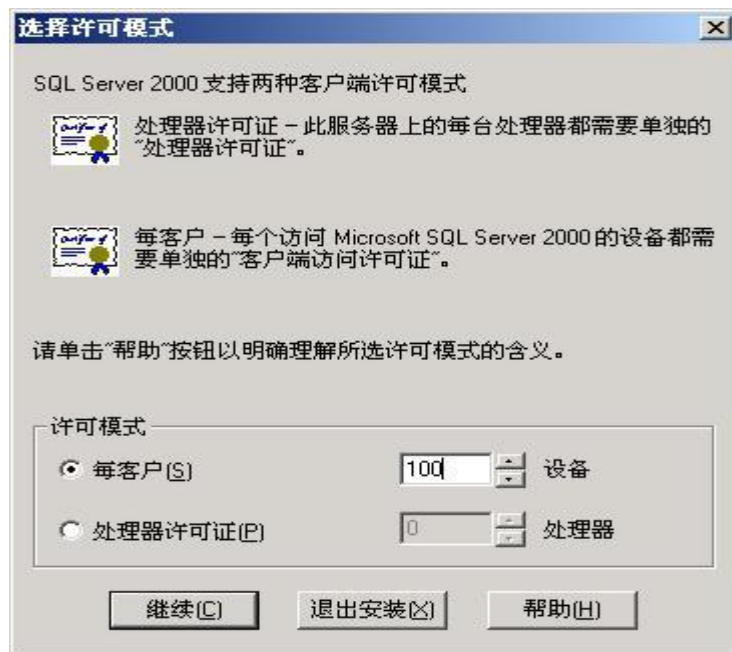 选择许可模式
SQL Server 2000 支持两种客户端许可模式
处理器许可证 - 此服务器上的每台处理器都需要单独的
"处理器许可证"。
每客户 - 每个访问 Microsoft SQL Server 2000 的设备都需
要单独的"客户端访问许可证"。
请单击"帮助"按钮以明确理解所选许可模式的含义。
许可模式
每客户(S) 100 设备
处理器许可证(P) 0 处理器
继续(C) 退出安装(X) 帮助(H)